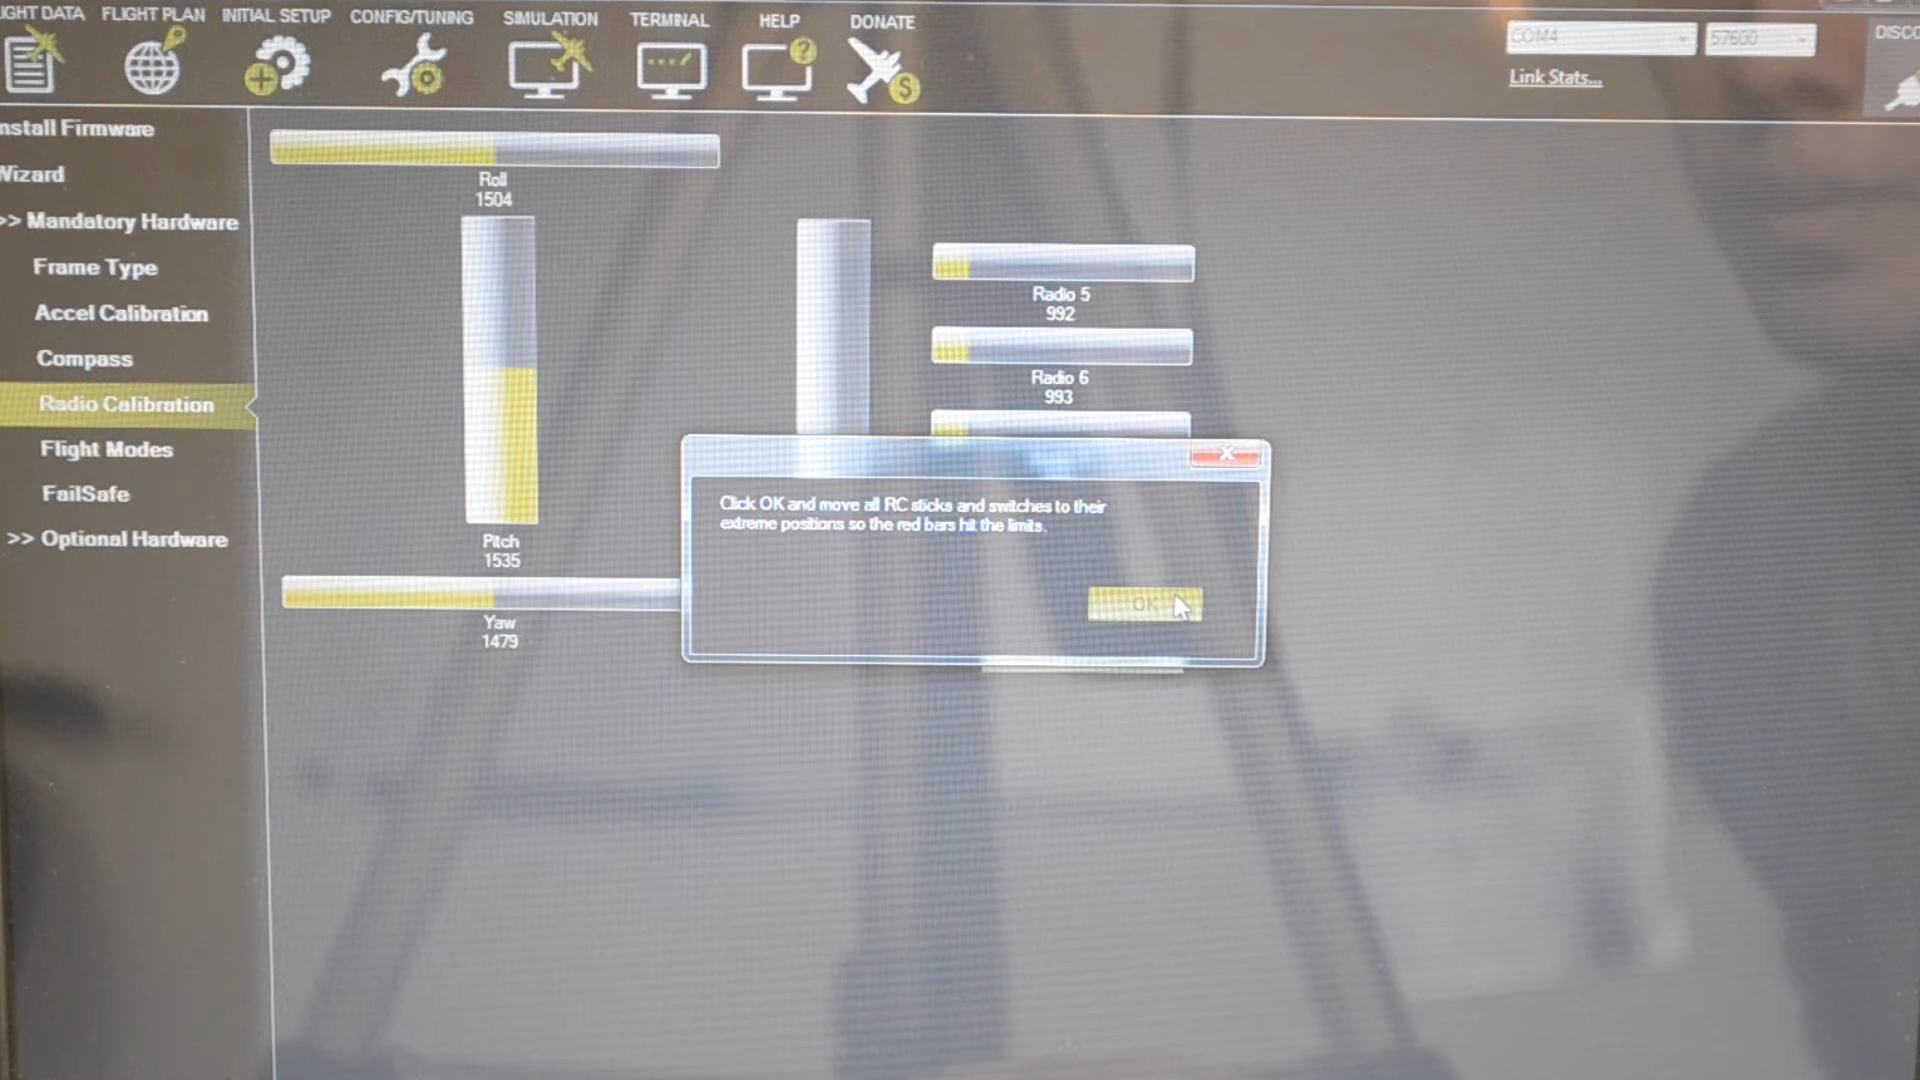 IGHT DATA
FLIGHT PLAN
INITIAL SETUP
CONFIG/TUNING
SIMULATION
TERMINAL
HELP
DONATE
COM4
57600
DISCO
Link Stats...
nstall Firmware
Wizard
>> Mandatory Hardware
Frame Type
Accel Calibration
Compass
Radio Calibration
Flight Modes
FailSafe
>> Optional Hardware
Roll
1504
Pitch
1535
Yaw
1479
Radio 5
992
Radio 6
993
Click OK and move all RC sticks and switches to their
extreme positions so the red bars hit the limits.
OK